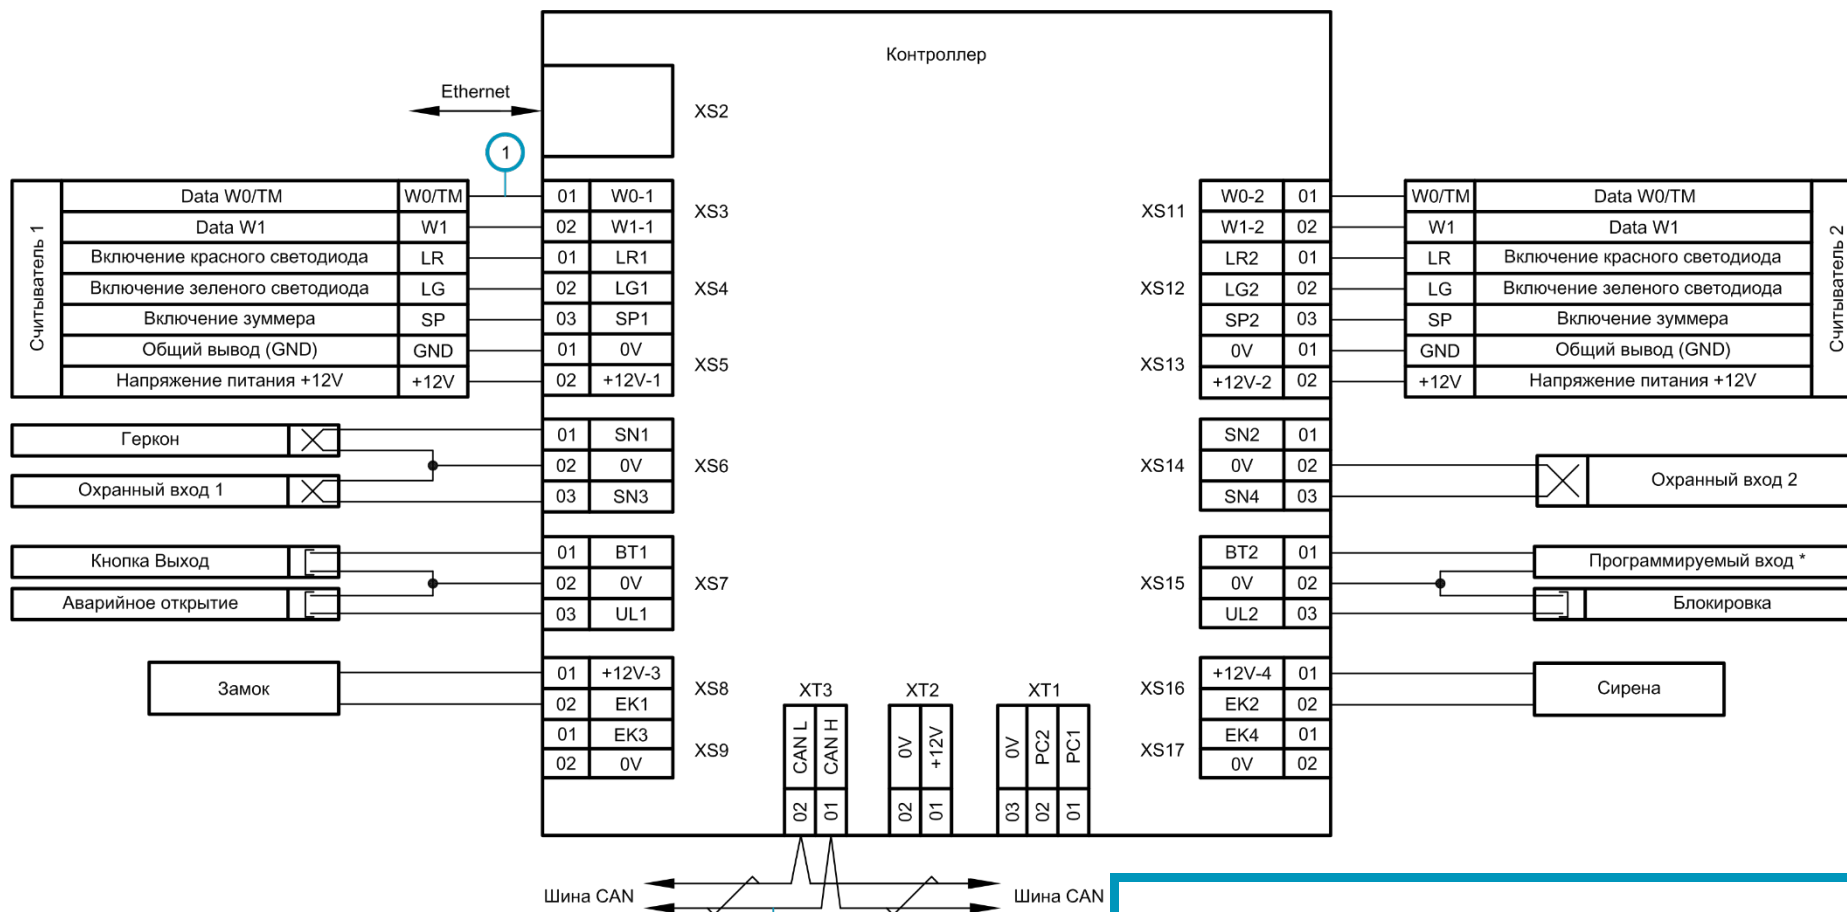 Контроллер
Ethernet
XS2
1
Считыватель 1
Data W0/TM W0/TM 01 W0-1
Data W1 W1 02 W1-1
XS3
Включение красного светодиода LR 01 LR1
Включение зеленого светодиода LG 02 LG1
Включение зуммера SP 03 SP1
XS4
Общий вывод (GND) GND 01 0V
Напряжение питания +12V +12V 02 +12V-1
XS5
Геркон
Охранный вход 1
01 SN1
02 0V
03 SN3
XS6
Кнопка Выход
Аварийное открытие
01 BT1
02 0V
03 UL1
XS7
Замок
01 +12V-3
02 EK1
XS8
01 EK3
02 0V
XS9
XT3
CAN L 02
CAN H 01
XT2
0V 02
+12V 01
XT1
0V 03
PC2 02
PC1 01
XS11
W0-2 01 W0/TM Data W0/TM
W1-2 02 W1 Data W1
XS12
LR2 01 LR Включение красного светодиода
LG2 02 LG Включение зеленого светодиода
SP2 03 SP Включение зуммера
XS13
0V 01 GND Общий вывод (GND)
+12V-2 02 +12V Напряжение питания +12V
Считыватель 2
XS14
SN2 01
0V 02
SN4 03
Охранный вход 2
XS15
BT2 01
0V 02
UL2 03
Программируемый вход *
Блокировка
XS16
+12V-4 01
EK2 02
Сирена
XS17
EK4 01
0V 02
Шина CAN
Шина CAN